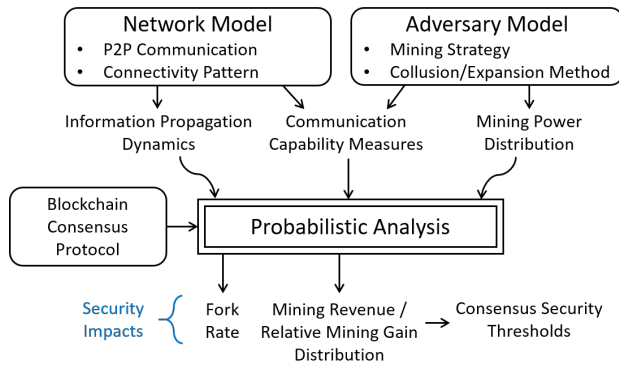 Network Model
• P2P Communication
• Connectivity Pattern
Adversary Model
• Mining Strategy
• Collusion/Expansion Method
Information Propagation
Dynamics
Communication
Capability Measures
Mining Power
Distribution
Blockchain
Consensus
Protocol
Probabilistic Analysis
Security
Impacts
Fork
Rate
Mining Revenue /
Relative Mining Gain
Distribution
Consensus Security
Thresholds